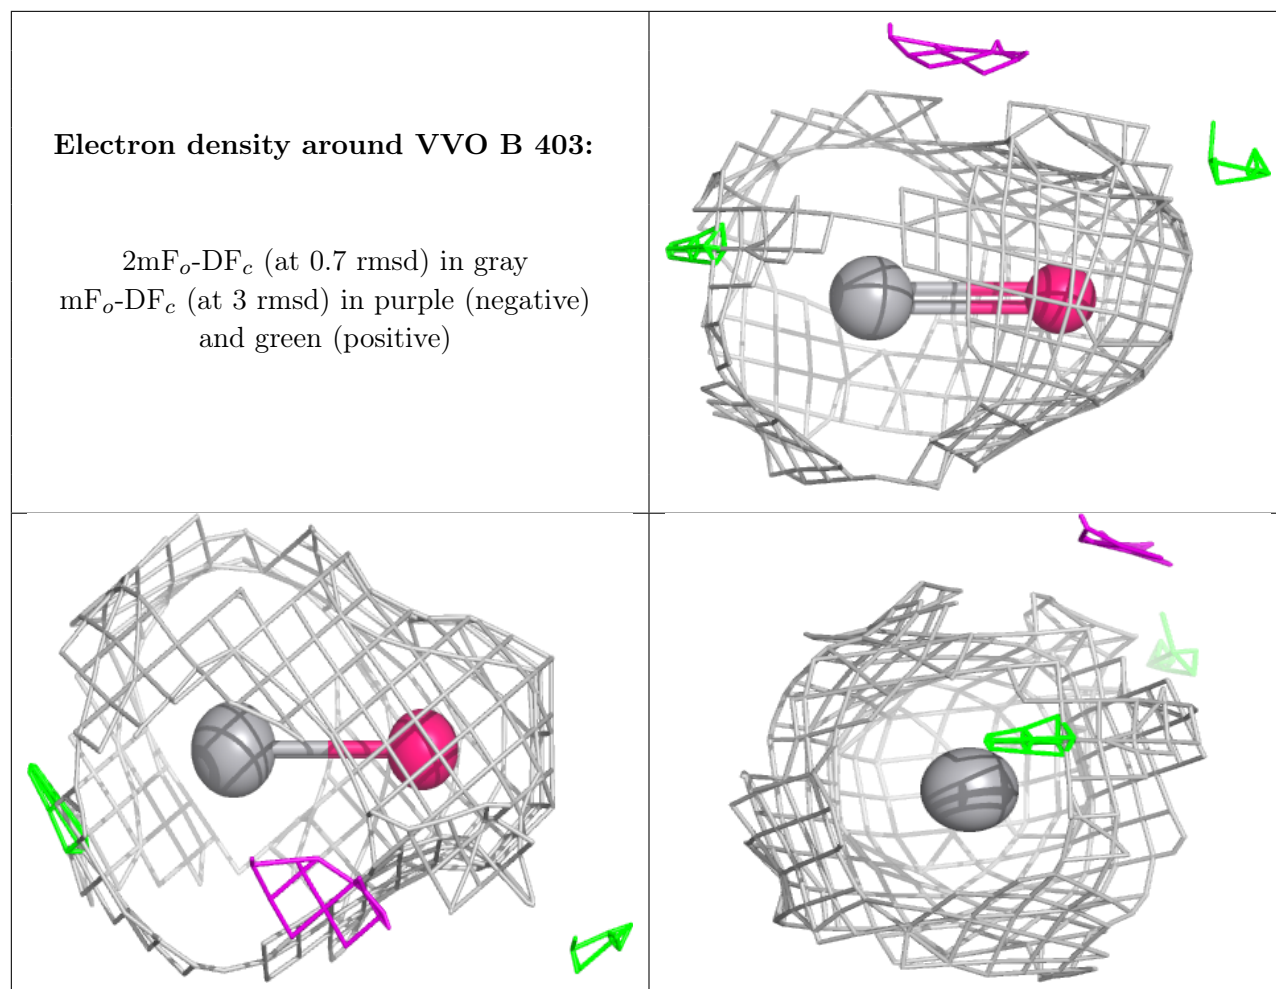 Electron density around VVO B 403:
2mFₒ-DF𝒸 (at 0.7 rmsd) in gray
mFₒ-DF𝒸 (at 3 rmsd) in purple (negative)
and green (positive)